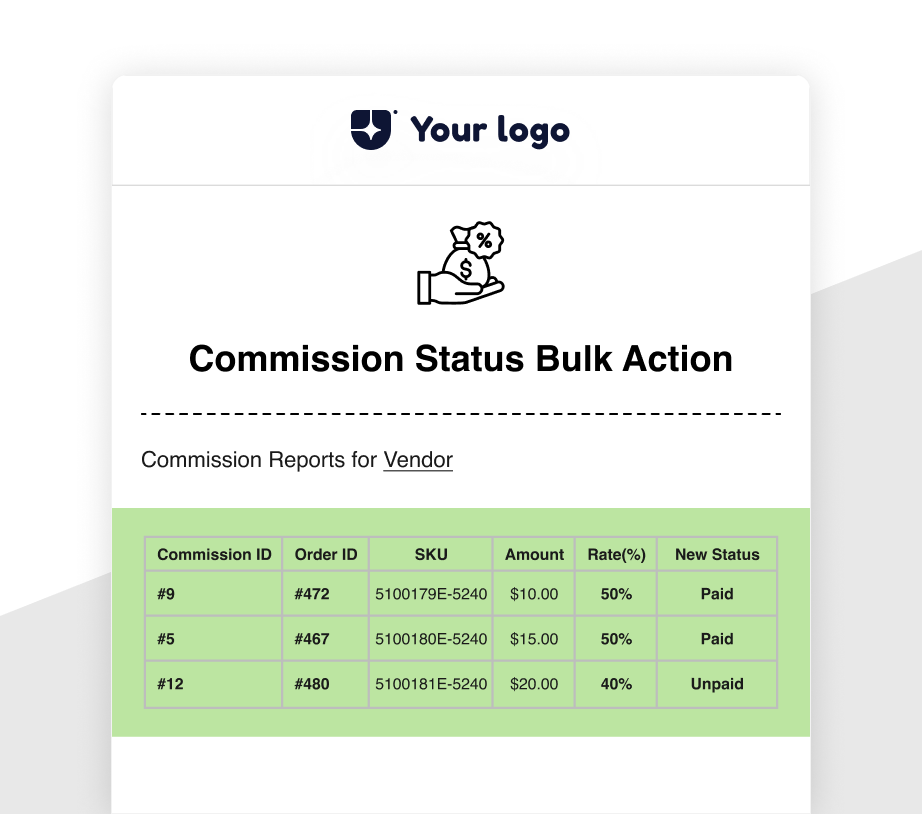 Your logo
%
$
Commission Status Bulk Action
Commission Reports for Vendor
Commission ID Order ID SKU Amount Rate(%) New Status
#9 #472 5100179E-5240 $10.00 50% Paid
#5 #467 5100180E-5240 $15.00 50% Paid
#12 #480 5100181E-5240 $20.00 40% Unpaid